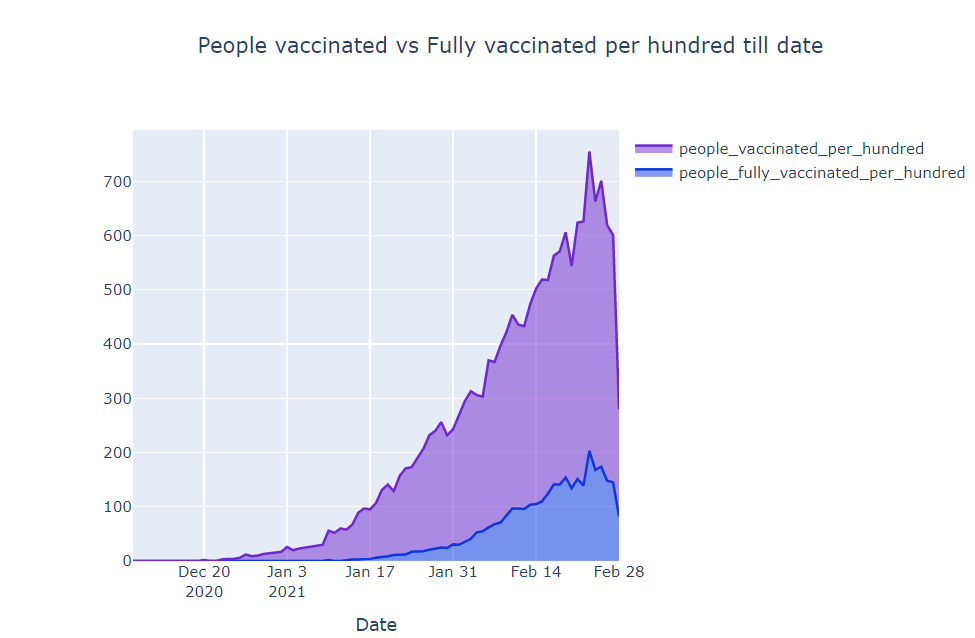 People vaccinated vs Fully vaccinated per hundred till date
people_vaccinated_per_hundred
people_fully_vaccinated_per_hundred
700
600
500
400
300
200
100
0
Dec 20 Jan 3 Jan 17 Jan 31 Feb 14 Feb 28
2020 2021
Date